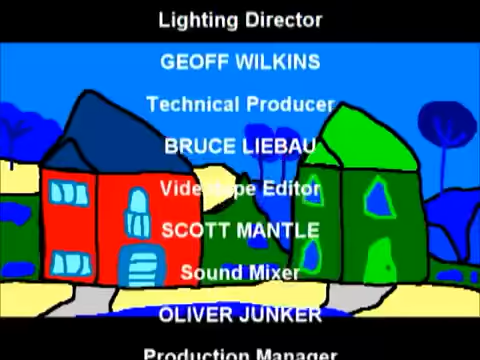 Lighting Director
GEOFF WILKINS
Technical Producer
BRUCE LIEBAU
Videotape Editor
SCOTT MANTLE
Sound Mixer
OLIVER JUNKER
Production Manager